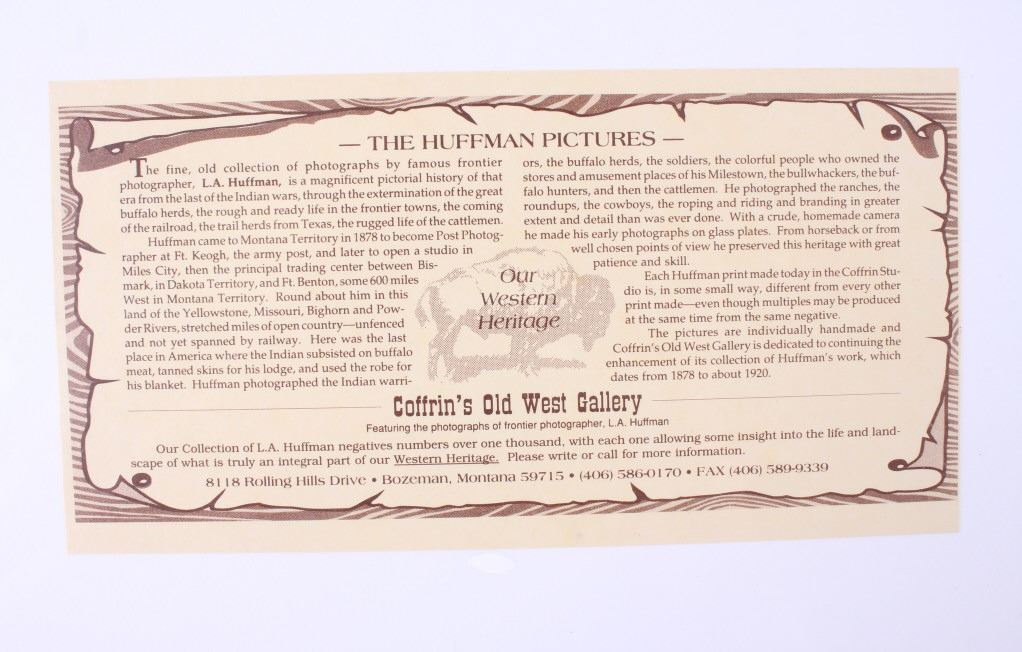 — THE HUFFMAN PICTURES —
The fine, old collection of photographs by famous frontier
photographer, L.A. Huffman, is a magnificent pictorial history of that
era from the last of the Indian wars, through the extermination of the great
buffalo herds, the rough and ready life in the frontier towns, the coming
of the railroad, the trail herds from Texas, the rugged life of the cattlemen.
Huffman came to Montana Territory in 1878 to become Post Photog-
rapher at Ft. Keogh, the army post, and later to open a studio in
Miles City, then the principal trading center between Bis-
mark, in Dakota Territory, and Ft. Benton, some 600 miles
West in Montana Territory. Round about him in this
land of the Yellowstone, Missouri, Bighorn and Pow-
der Rivers, stretched miles of open country—unfenced
and not yet spanned by railway. Here was the last
place in America where the Indian subsisted on buffalo
meat, tanned skins for his lodge, and used the robe for
his blanket. Huffman photographed the Indian warri-
ors, the buffalo herds, the soldiers, the colorful people who owned the
stores and amusement places of his Milestown, the bullwhackers, the buf-
falo hunters, and then the cattlemen. He photographed the ranches, the
roundups, the cowboys, the roping and riding and branding in greater
extent and detail than was ever done. With a crude, homemade camera
he made his early photographs on glass plates. From horseback or from
well chosen points of view he preserved this heritage with great
patience and skill.
Each Huffman print made today in the Coffrin Stu-
dio is, in some small way, different from every other
print made—even though multiples may be produced
at the same time from the same negative.
The pictures are individually handmade and
Coffrin's Old West Gallery is dedicated to continuing the
enhancement of its collection of Huffman's work, which
dates from 1878 to about 1920.
Our
Western
Heritage
Coffrin's Old West Gallery
Featuring the photographs of frontier photographer, L.A. Huffman
Our Collection of L.A. Huffman negatives numbers over one thousand, with each one allowing some insight into the life and land-
scape of what is truly an integral part of our Western Heritage. Please write or call for more information.
8118 Rolling Hills Drive • Bozeman, Montana 59715 • (406) 586-0170 • FAX (406) 589-9339